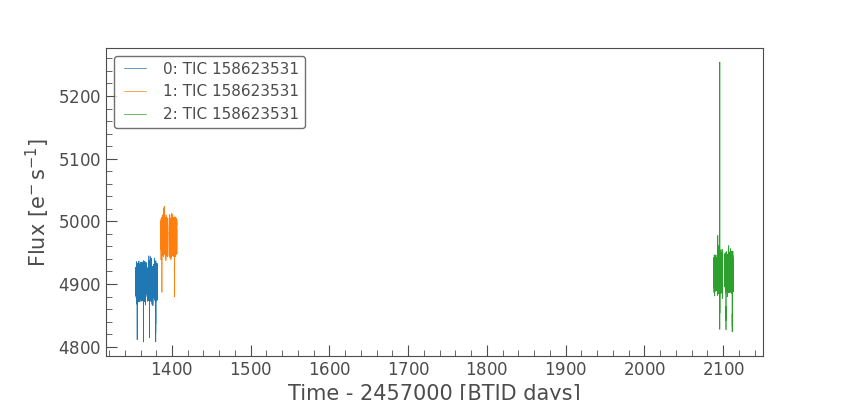 0: TIC 158623531
1: TIC 158623531
2: TIC 158623531
Flux [e⁻ s⁻¹]
5200
5100
5000
4900
4800
1400 1500 1600 1700 1800 1900 2000 2100
Time - 2457000 [BTJD days]